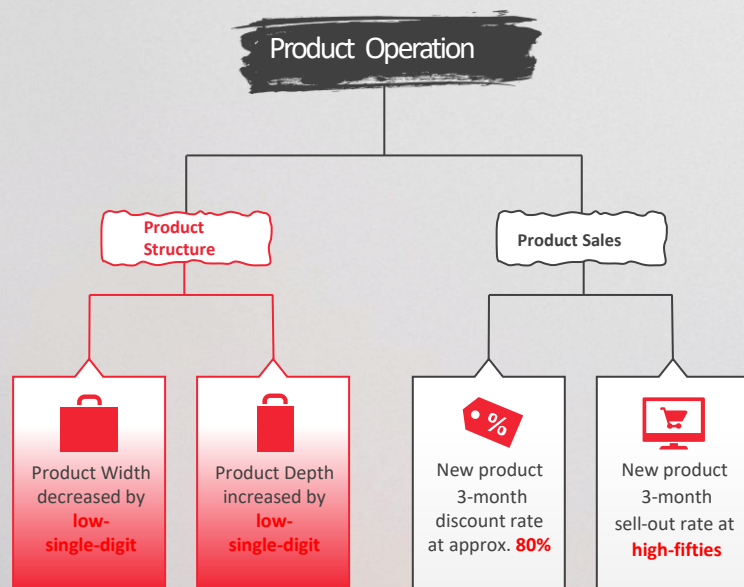 Product Operation
Product
Structure
Product Sales
Product Width
decreased by
low-
single-digit
Product Depth
increased by
low-
single-digit
%
New product
3-month
discount rate
at approx. 80%
New product
3-month
sell-out rate at
high-fifties